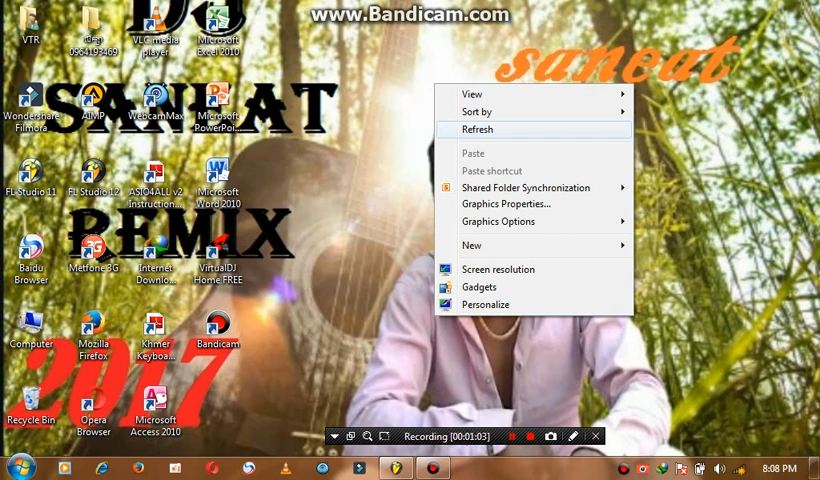 www.Bandicam.com
DJ
saneat
SANEAT
REMIX
2017
VTR
0964193469
VLC media
player
Microsoft
Excel 2010
Wondershare
Filmora
AIMP
WebcamMax
Microsoft
PowerPoi...
FL Studio 11
FL Studio 12
ASIO4ALL v2
Instruction...
Microsoft
Word 2010
Baidu
Browser
Metfone 3G
Internet
Downlo...
VirtualDJ
Home FREE
Computer
Mozilla
Firefox
Khmer
Keyboa...
Bandicam
Recycle Bin
Opera
Browser
Microsoft
Access 2010
View
Sort by
Refresh
Paste
Paste shortcut
Shared Folder Synchronization
Graphics Properties...
Graphics Options
New
Screen resolution
Gadgets
Personalize
Recording [00:01:03]
8:08 PM